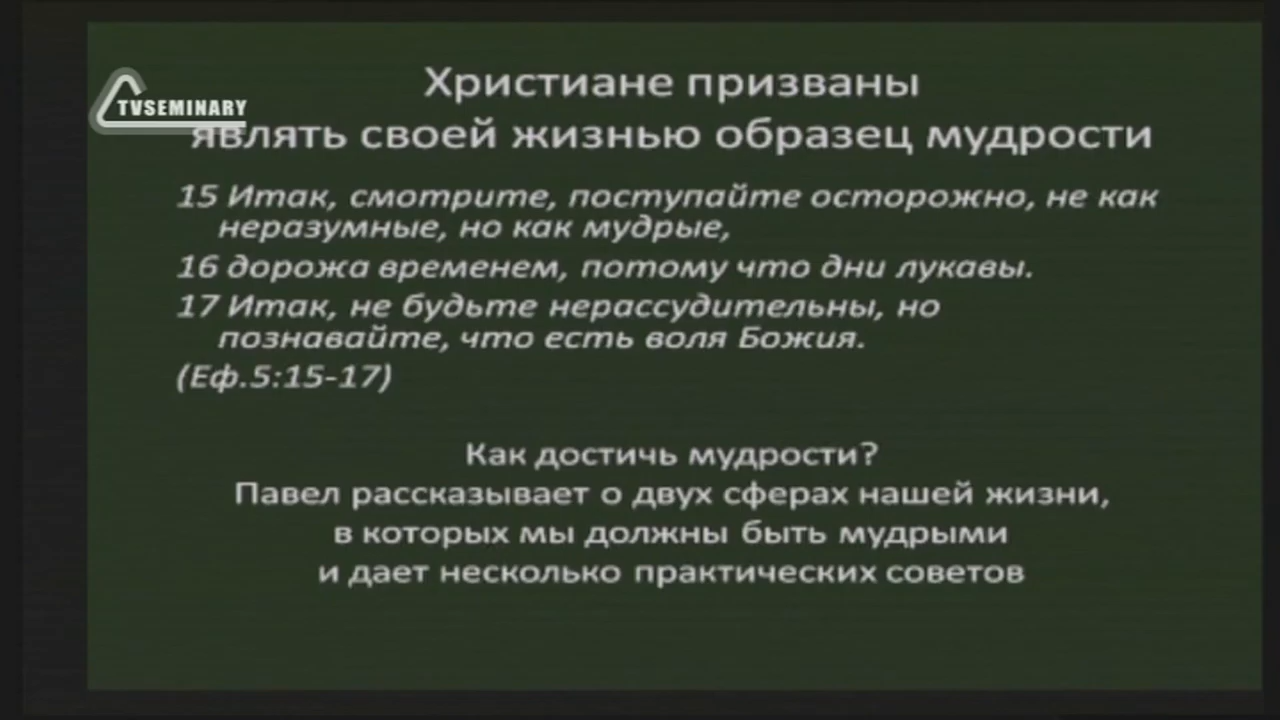 TVSEMINARY
Христиане призваны
являть своей жизнью образец мудрости
15 Итак, смотрите, поступайте осторожно, не как
неразумные, но как мудрые,
16 дорожа временем, потому что дни лукавы.
17 Итак, не будьте нерассудительны, но
познавайте, что есть воля Божия.
(Еф.5:15-17)
Как достичь мудрости?
Павел рассказывает о двух сферах нашей жизни,
в которых мы должны быть мудрыми
и дает несколько практических советов